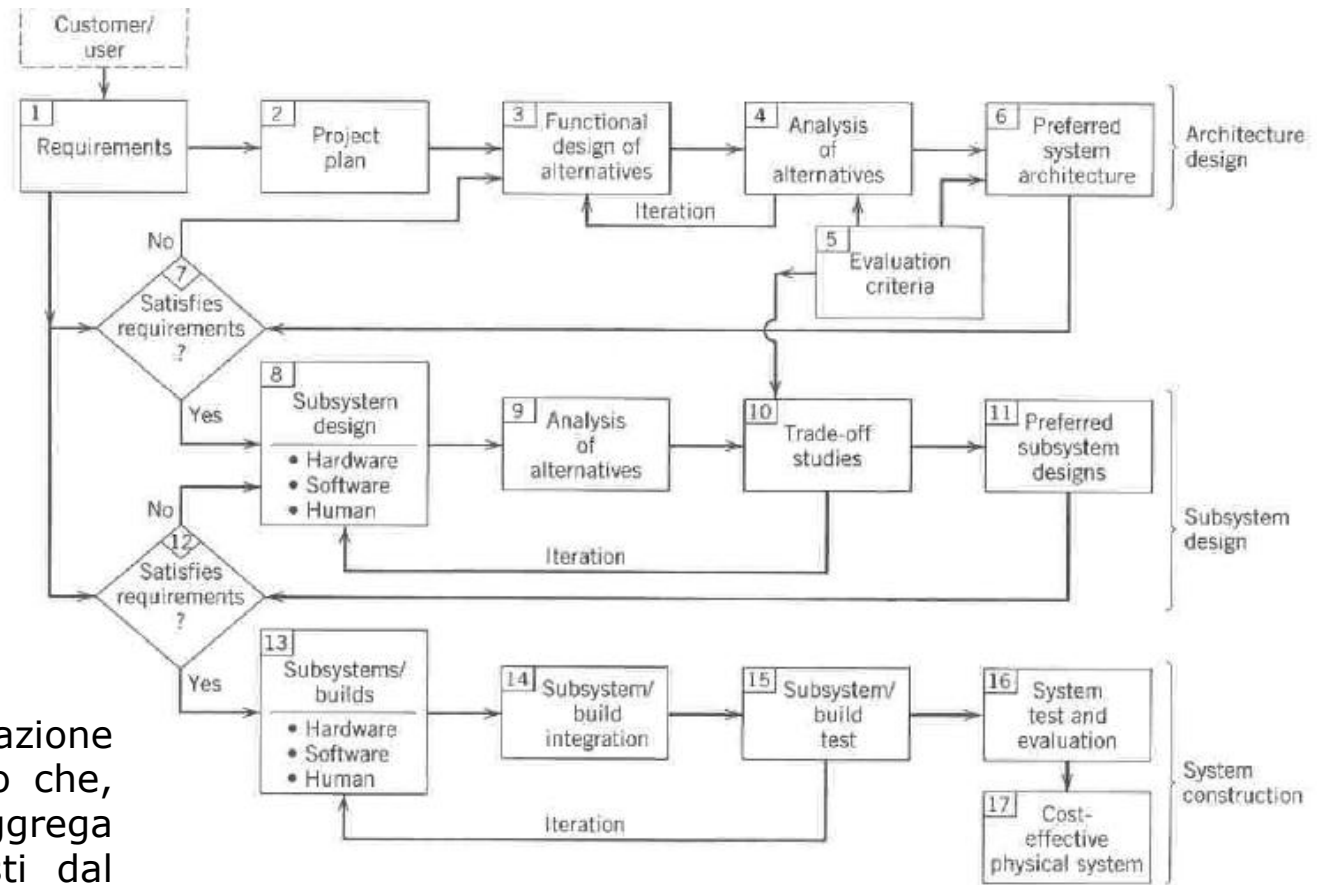 Customer/
user
1
Requirements
2
Project
plan
3
Functional
design of
alternatives
4
Analysis
of
alternatives
6
Preferred
system
architecture
Architecture
design
Iteration
5
Evaluation
criteria
No
7
Satisfies
requirements
?
Yes
8
Subsystem
design
• Hardware
• Software
• Human
9
Analysis
of
alternatives
10
Trade-off
studies
11
Preferred
subsystem
designs
Subsystem
design
Iteration
No
12
Satisfies
requirements
?
Yes
13
Subsystems/
builds
• Hardware
• Software
• Human
14
Subsystem/
build
integration
15
Subsystem/
build
test
16
System
test and
evaluation
System
construction
17
Cost-
effective
physical system
Iteration
azione
o che,
ggrega
sti dal